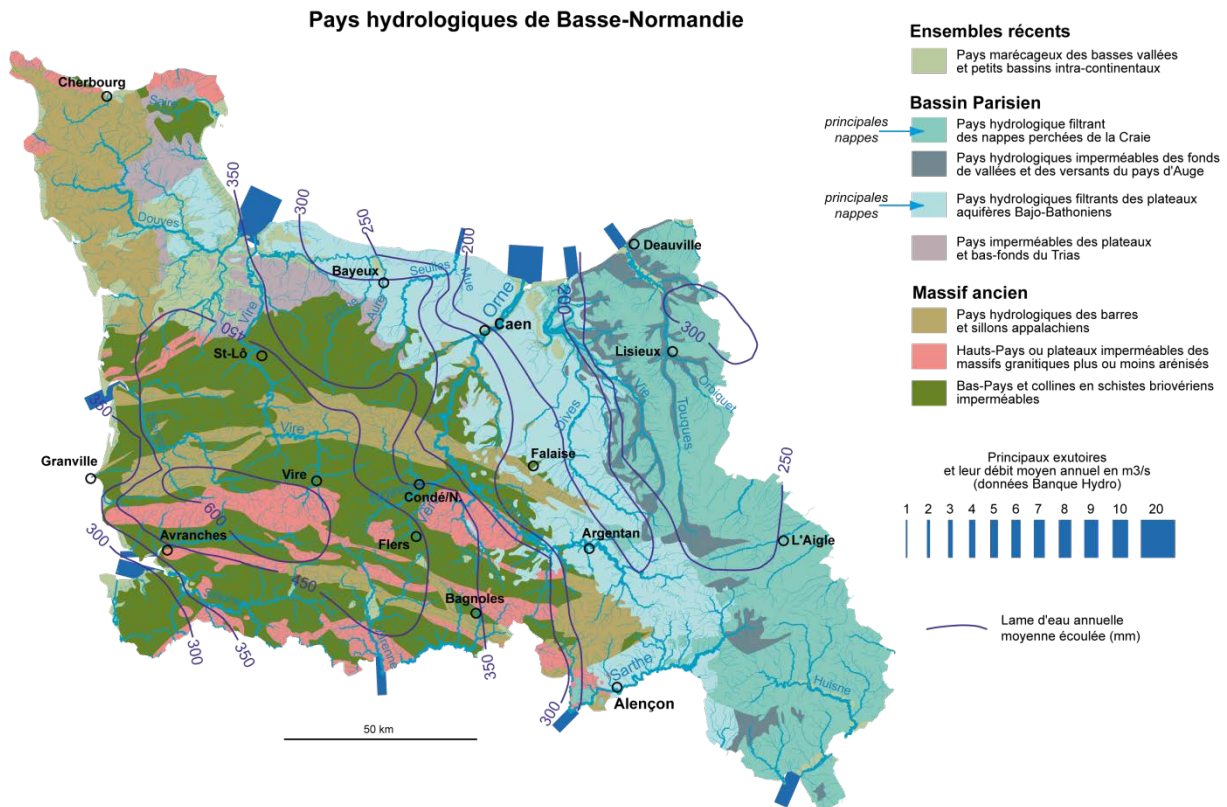 Pays hydrologiques de Basse-Normandie
Ensembles récents
Pays marécageux des basses vallées
et petits bassins intra-continentaux
Bassin Parisien
principales
nappes
Pays hydrologique filtrant
des nappes perchées de la Craie
Pays hydrologiques imperméables des fonds
de vallées et des versants du pays d'Auge
principales
nappes
Pays hydrologiques filtrants des plateaux
aquifères Bajo-Bathoniens
Pays imperméables des plateaux
et bas-fonds du Trias
Massif ancien
Pays hydrologiques des barres
et sillons appalachiens
Hauts-Pays ou plateaux imperméables des
massifs granitiques plus ou moins arénisés
Bas-Pays et collines en schistes briovériens
imperméables
Principaux exutoires
et leur débit moyen annuel en m3/s
(données Banque Hydro)
1 2 3 4 5 6 7 8 9 10 20
Lame d'eau annuelle
moyenne écoulée (mm)
Cherbourg
Saire
350
300
250
200
Douves
Deauville
Bayeux
Seulles
Mue
Orne
200
Aure
Vire
Caen
300
450
St-Lô
Lisieux
Orbiquet
Vie
Touques
Dives
350
Vire
Granville
Vire
Falaise
Condé/N.
250
600
Avranches
Flers
Argentan
L'Aigle
300
450
Bagnoles
300
350
350
Sarthe
300
Alençon
Huisne
50 km